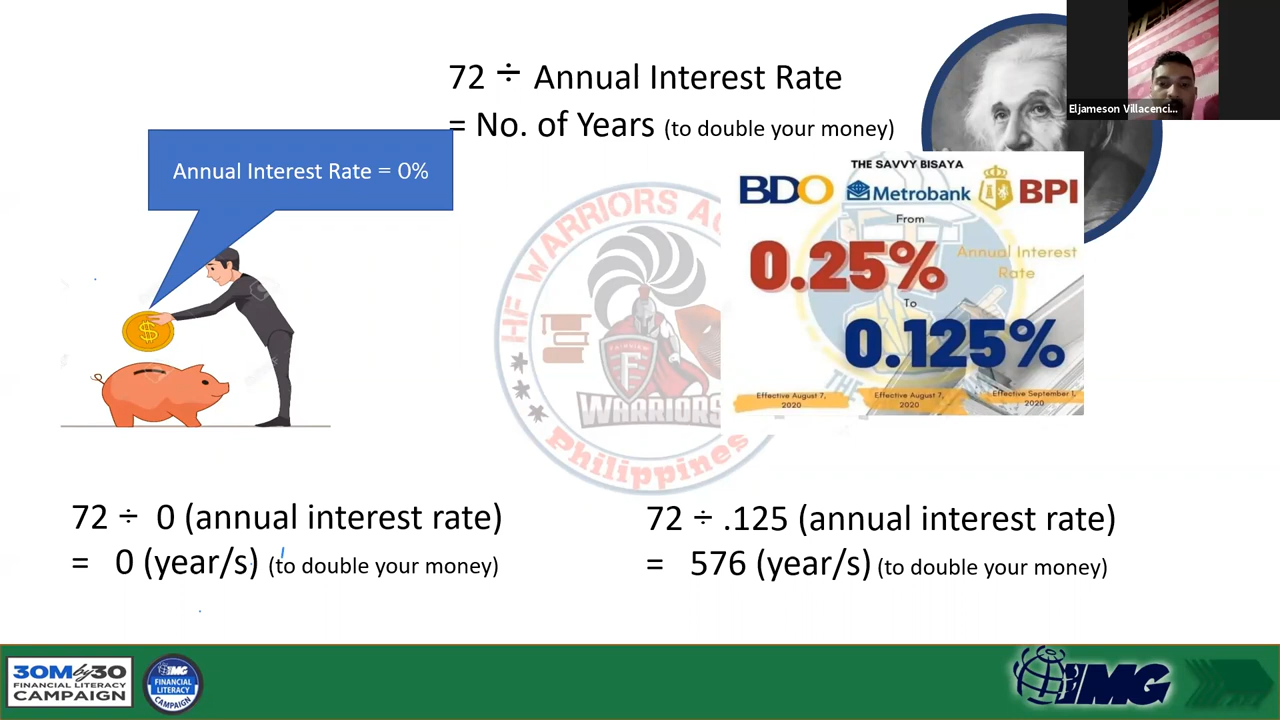 72 ÷ Annual Interest Rate
= No. of Years (to double your money)
Eljameson Villacenci...
Annual Interest Rate = 0%
$
THE SAVVY BISAYA
BDO Metrobank BPI
From
0.25% Annual Interest
Rate
To
0.125%
Effective August 7,
2020
Effective August 7,
2020
Effective September 1,
2020
HF WARRIORS
F
WARRIORS
Philippines
72 ÷ 0 (annual interest rate)
= 0 (year/s) (to double your money)
72 ÷ .125 (annual interest rate)
= 576 (year/s) (to double your money)
30M by 30
FINANCIAL LITERACY
CAMPAIGN
IMG
FINANCIAL
LITERACY
CAMPAIGN
IMG